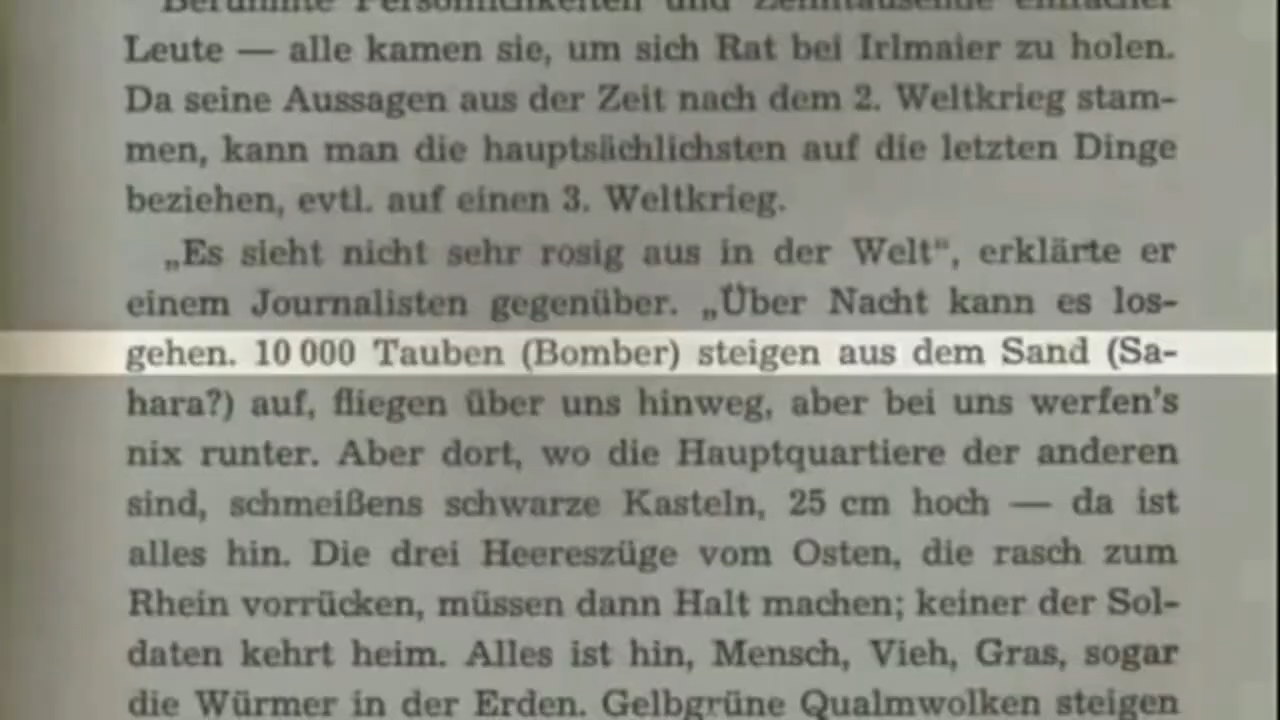 Berühmte Persönlichkeiten und Zehntausende einfacher
Leute — alle kamen sie, um sich Rat bei Irlmaier zu holen.
Da seine Aussagen aus der Zeit nach dem 2. Weltkrieg stam-
men, kann man die hauptsächlichsten auf die letzten Dinge
beziehen, evtl. auf einen 3. Weltkrieg.
„Es sieht nicht sehr rosig aus in der Welt“, erklärte er
einem Journalisten gegenüber. „Über Nacht kann es los-
gehen. 10 000 Tauben (Bomber) steigen aus dem Sand (Sa-
hara?) auf, fliegen über uns hinweg, aber bei uns werfen's
nix runter. Aber dort, wo die Hauptquartiere der anderen
sind, schmeißens schwarze Kasteln, 25 cm hoch — da ist
alles hin. Die drei Heereszüge vom Osten, die rasch zum
Rhein vorrücken, müssen dann Halt machen; keiner der Sol-
daten kehrt heim. Alles ist hin, Mensch, Vieh, Gras, sogar
die Würmer in der Erden. Gelbgrüne Qualmwolken steigen